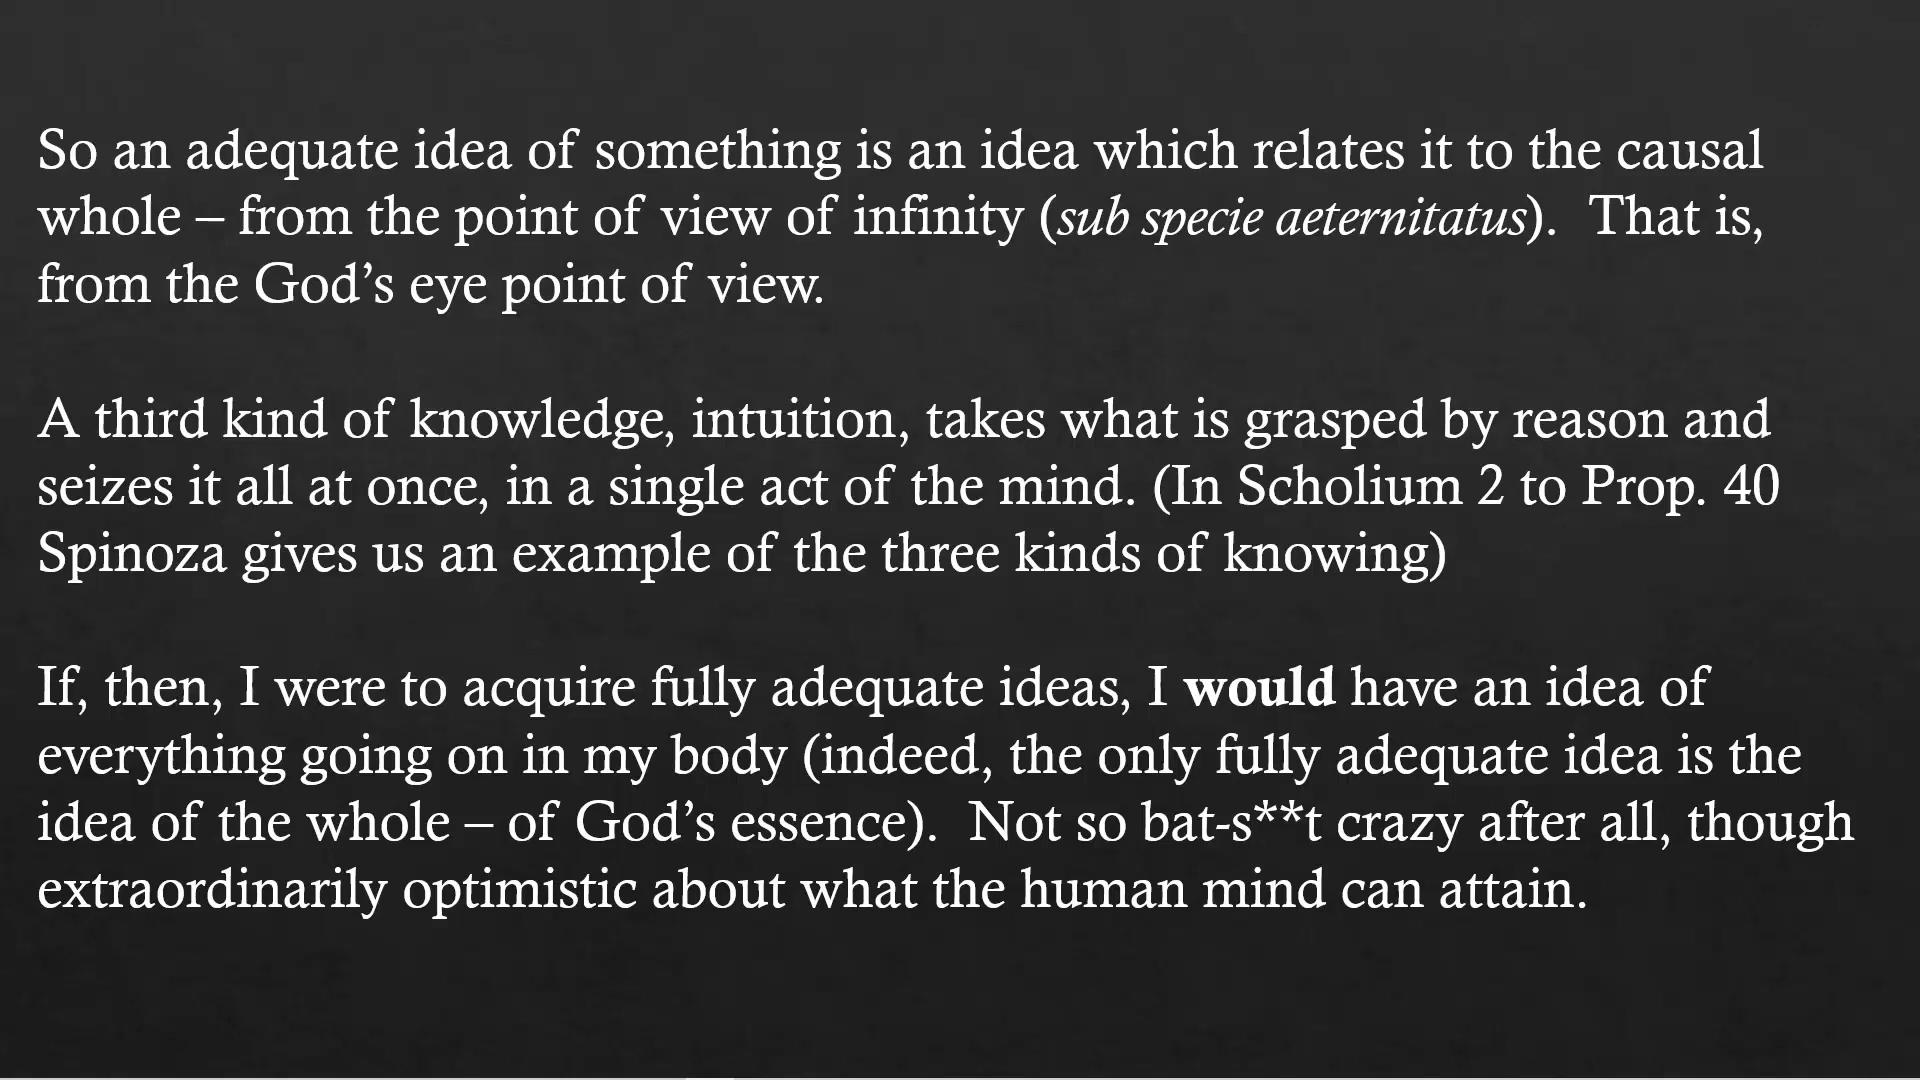 So an adequate idea of something is an idea which relates it to the causal
whole – from the point of view of infinity (sub specie aeternitatus).  That is,
from the God’s eye point of view.
A third kind of knowledge, intuition, takes what is grasped by reason and
seizes it all at once, in a single act of the mind. (In Scholium 2 to Prop. 40
Spinoza gives us an example of the three kinds of knowing)
If, then, I were to acquire fully adequate ideas, I would have an idea of
everything going on in my body (indeed, the only fully adequate idea is the
idea of the whole – of God’s essence).  Not so bat-s**t crazy after all, though
extraordinarily optimistic about what the human mind can attain.